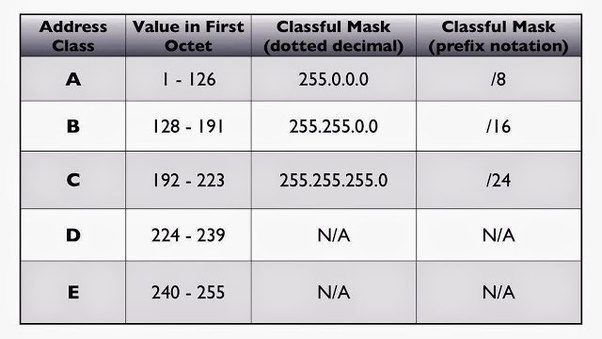 Address Class Value in First Octet Classful Mask (dotted decimal) Classful Mask (prefix notation)
A 1 - 126 255.0.0.0 /8
B 128 - 191 255.255.0.0 /16
C 192 - 223 255.255.255.0 /24
D 224 - 239 N/A N/A
E 240 - 255 N/A N/A